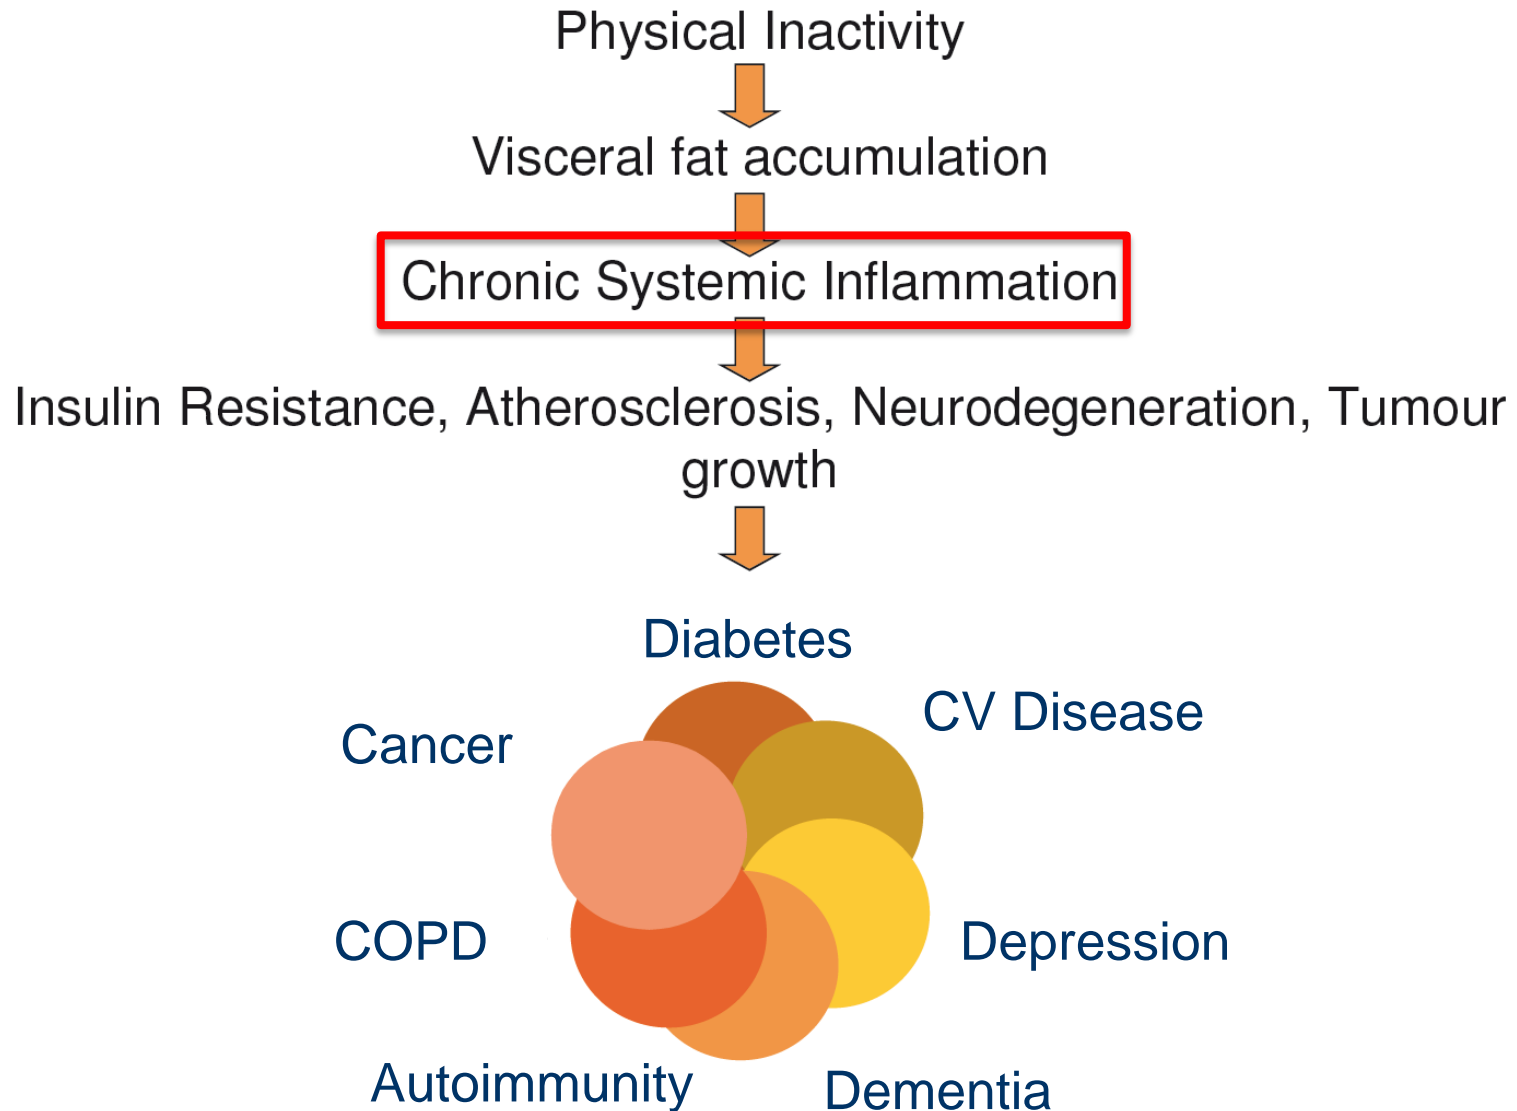 Physical Inactivity
Visceral fat accumulation
Chronic Systemic Inflammation
Insulin Resistance, Atherosclerosis, Neurodegeneration, Tumour
growth
Diabetes
CV Disease
Cancer
COPD
Depression
Autoimmunity
Dementia